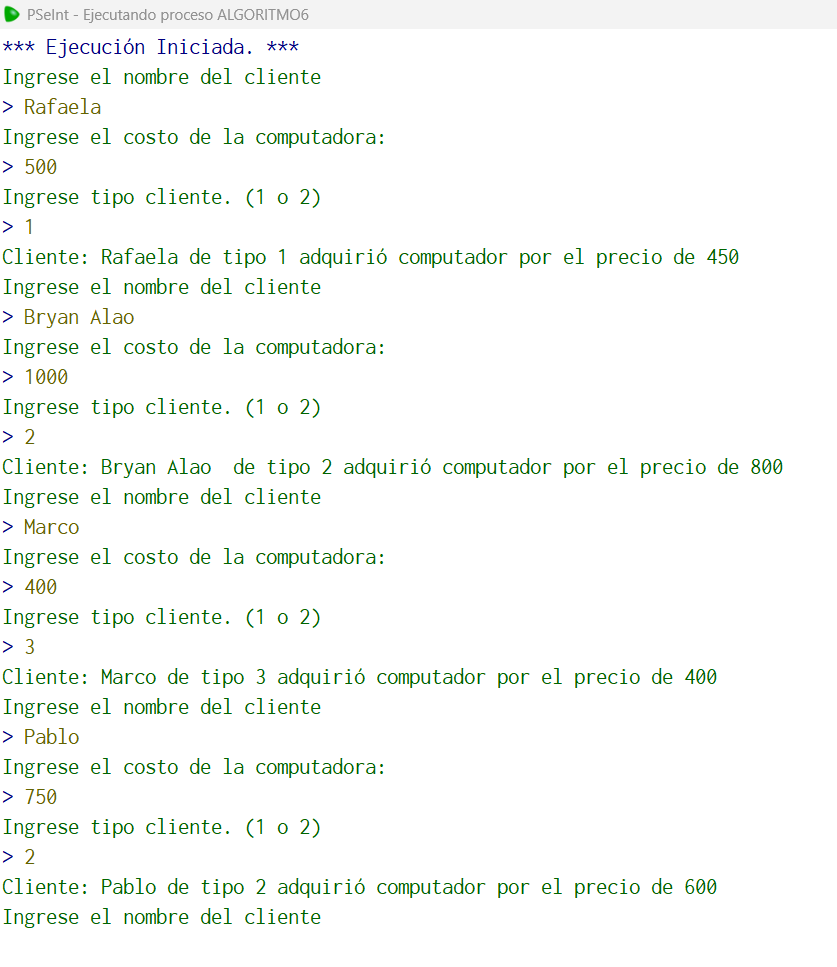 PSeInt - Ejecutando proceso ALGORITMO6
*** Ejecución Iniciada. ***
Ingrese el nombre del cliente
> Rafaela
Ingrese el costo de la computadora:
> 500
Ingrese tipo cliente. (1 o 2)
> 1
Cliente: Rafaela de tipo 1 adquirió computador por el precio de 450
Ingrese el nombre del cliente
> Bryan Alao
Ingrese el costo de la computadora:
> 1000
Ingrese tipo cliente. (1 o 2)
> 2
Cliente: Bryan Alao  de tipo 2 adquirió computador por el precio de 800
Ingrese el nombre del cliente
> Marco
Ingrese el costo de la computadora:
> 400
Ingrese tipo cliente. (1 o 2)
> 3
Cliente: Marco de tipo 3 adquirió computador por el precio de 400
Ingrese el nombre del cliente
> Pablo
Ingrese el costo de la computadora:
> 750
Ingrese tipo cliente. (1 o 2)
> 2
Cliente: Pablo de tipo 2 adquirió computador por el precio de 600
Ingrese el nombre del cliente